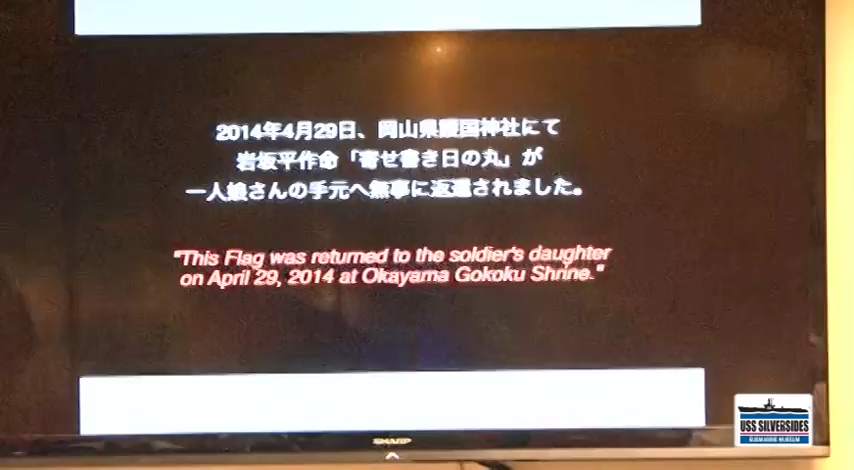 2014年4月29日、岡山県護国神社にて
岩坂平作命「寄せ書き日の丸」が
一人娘さんの手元へ無事に返還されました。
"This Flag was returned to the soldier's daughter
on April 29, 2014 at Okayama Gokoku Shrine."
SHARP
USS SILVERSIDES
SUBMARINE MUSEUM